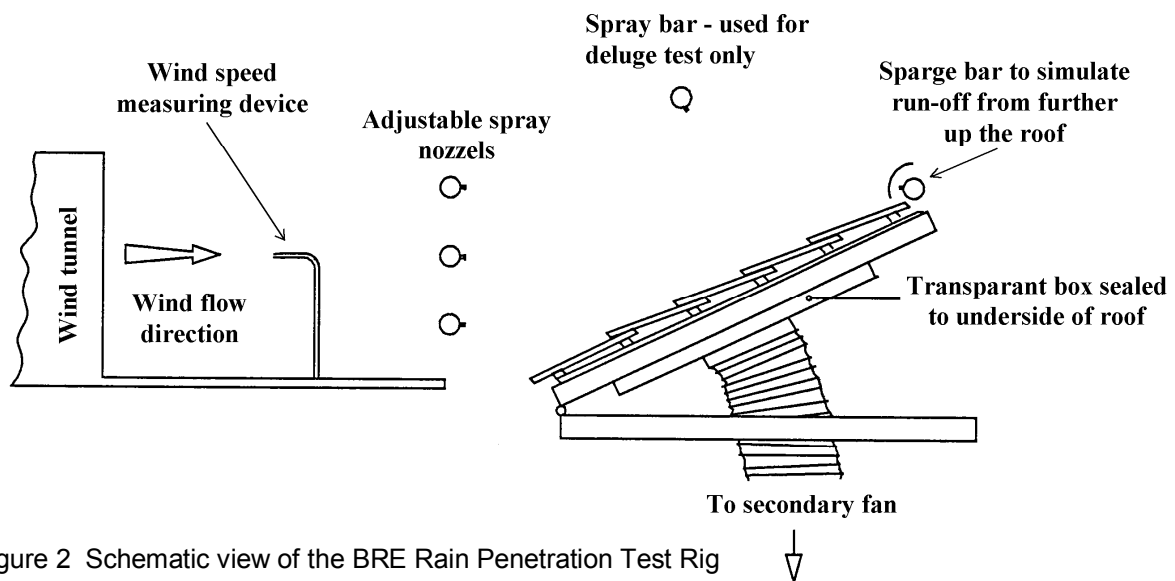 Spray bar - used for
deluge test only
Wind speed
measuring device
Sparge bar to simulate
run-off from further
up the roof
Adjustable spray
nozzels
Wind tunnel
Wind flow
direction
Transparant box sealed
to underside of roof
To secondary fan
gure 2 Schematic view of the BRE Rain Penetration Test Rig